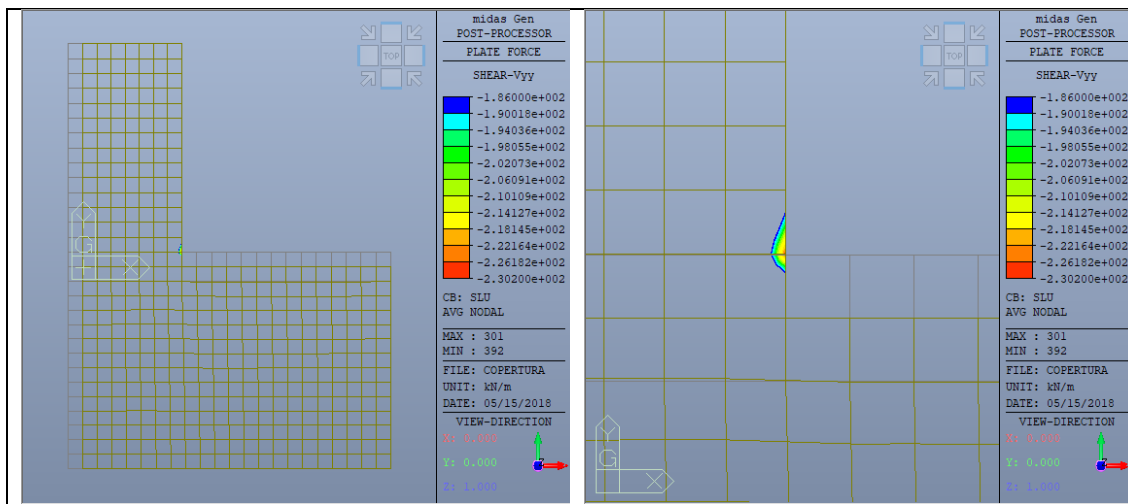 TOP
midas Gen
POST-PROCESSOR
PLATE FORCE
SHEAR-Vyy
-1.86000e+002
-1.90018e+002
-1.94036e+002
-1.98055e+002
-2.02073e+002
-2.06091e+002
-2.10109e+002
-2.14127e+002
-2.18145e+002
-2.22164e+002
-2.26182e+002
-2.30200e+002
CB: SLU
AVG NODAL
MAX : 301
MIN : 392
FILE: COPERTURA
UNIT: kN/m
DATE: 05/15/2018
VIEW-DIRECTION
X: 0.000
Y: 0.000
Z: 1.000
Y
G
X
TOP
midas Gen
POST-PROCESSOR
PLATE FORCE
SHEAR-Vyy
-1.86000e+002
-1.90018e+002
-1.94036e+002
-1.98055e+002
-2.02073e+002
-2.06091e+002
-2.10109e+002
-2.14127e+002
-2.18145e+002
-2.22164e+002
-2.26182e+002
-2.30200e+002
CB: SLU
AVG NODAL
MAX : 301
MIN : 392
FILE: COPERTURA
UNIT: kN/m
DATE: 05/15/2018
VIEW-DIRECTION
X: 0.000
Y: 0.000
Z: 1.000
Y
G
X